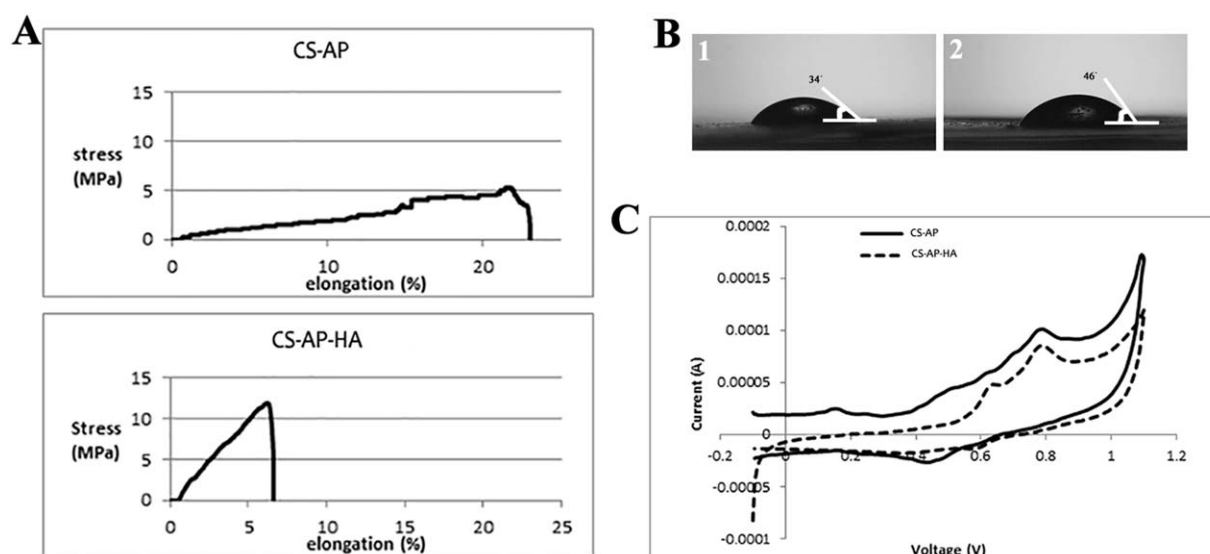 A
CS-AP
15
10
5
0
stress
(MPa)
0 10 20
elongation (%)
CS-AP-HA
15
10
5
0
Stress
(MPa)
0 5 10 15 20 25
elongation (%)
B
1
34°
2
46°
C
CS-AP
CS-AP-HA
0.0002
0.00015
0.0001
0.00005
0
-0.00005
-0.0001
Current (A)
-0.2 0 0.2 0.4 0.6 0.8 1 1.2
Voltage (V)